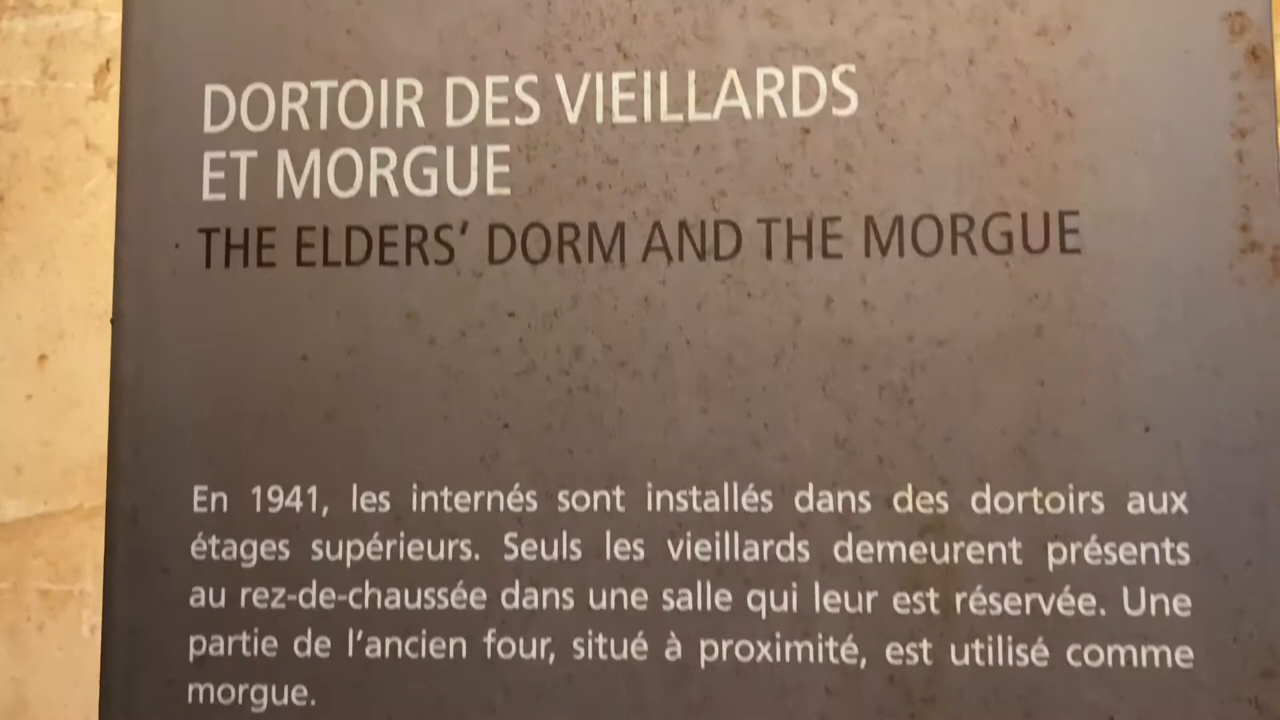 DORTOIR DES VIEILLARDS
ET MORGUE
THE ELDERS' DORM AND THE MORGUE
En 1941, les internés sont installés dans des dortoirs aux
étages supérieurs. Seuls les vieillards demeurent présents
au rez-de-chaussée dans une salle qui leur est réservée. Une
partie de l'ancien four, situé à proximité, est utilisé comme
morgue.